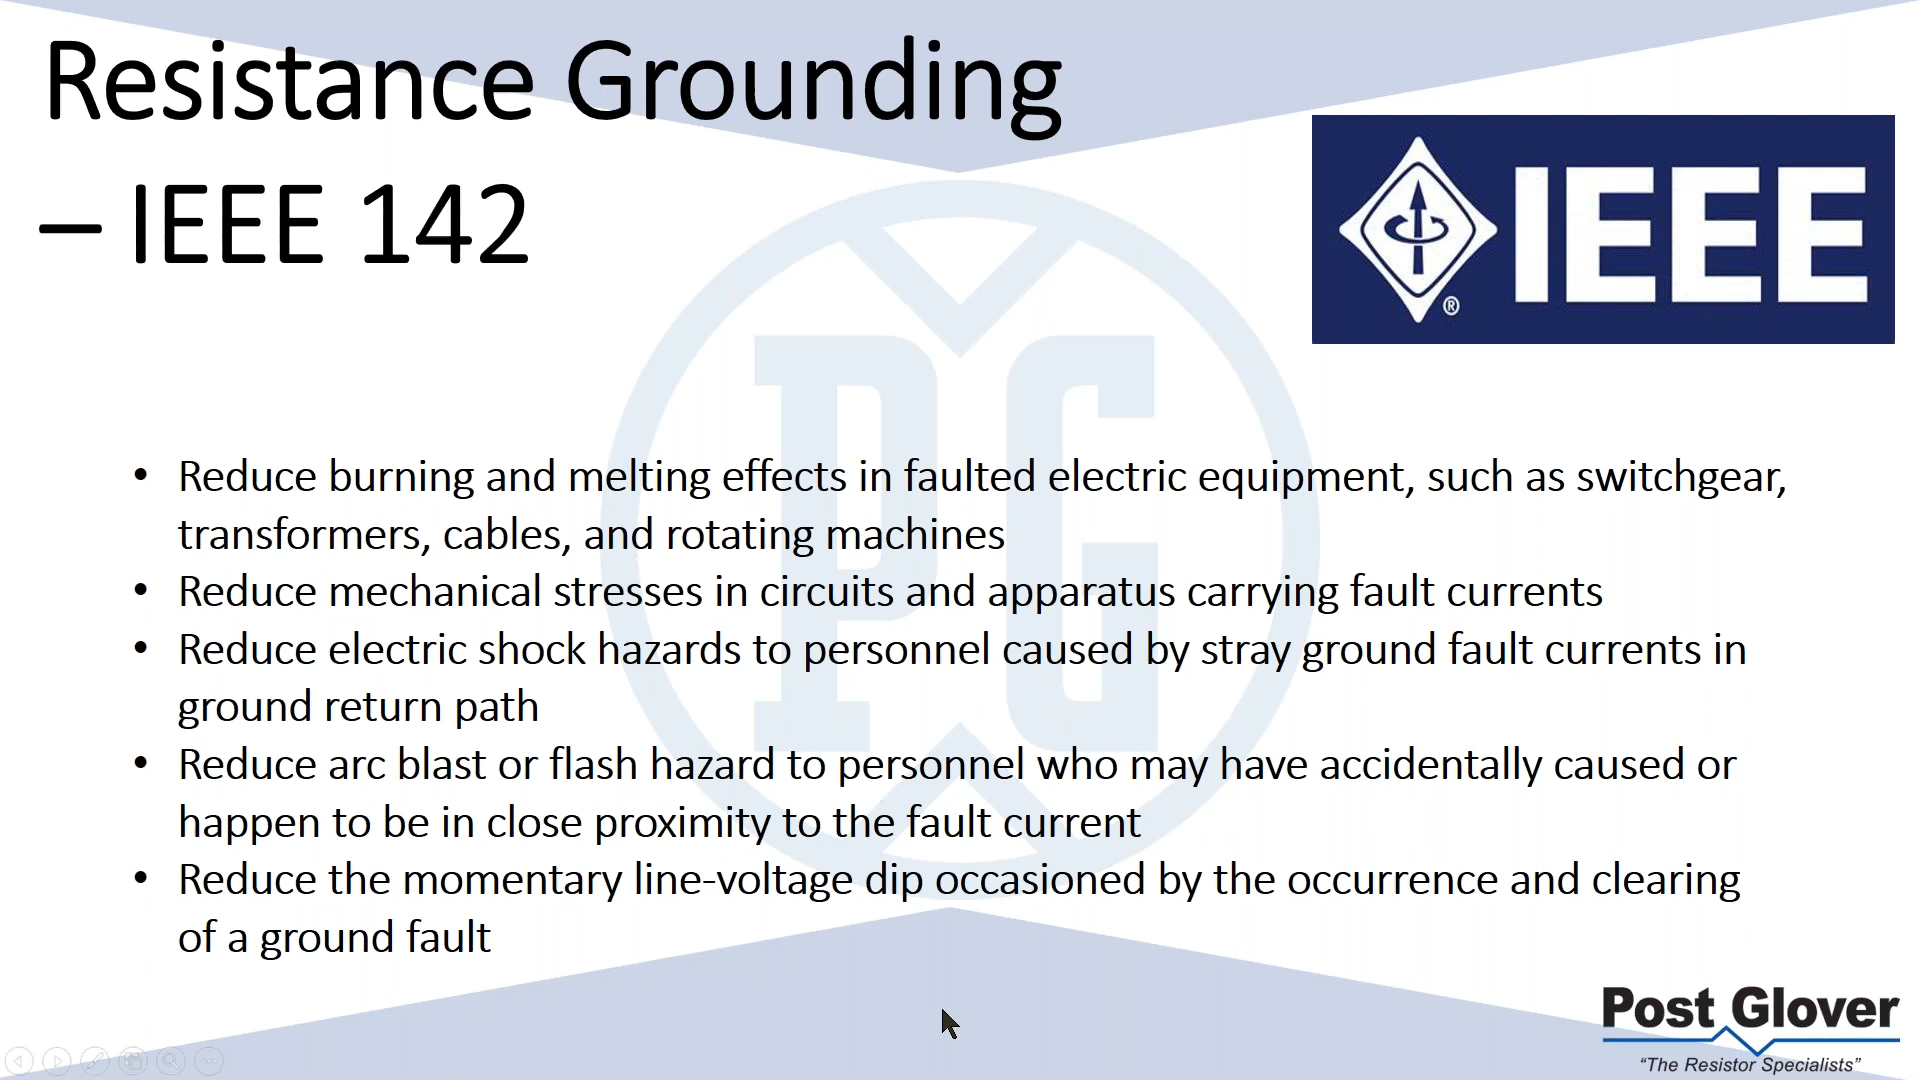 Resistance Grounding
– IEEE 142
IEEE
®
• Reduce burning and melting effects in faulted electric equipment, such as switchgear,
transformers, cables, and rotating machines
• Reduce mechanical stresses in circuits and apparatus carrying fault currents
• Reduce electric shock hazards to personnel caused by stray ground fault currents in
ground return path
• Reduce arc blast or flash hazard to personnel who may have accidentally caused or
happen to be in close proximity to the fault current
• Reduce the momentary line-voltage dip occasioned by the occurrence and clearing
of a ground fault
PG
Post Glover
“The Resistor Specialists”